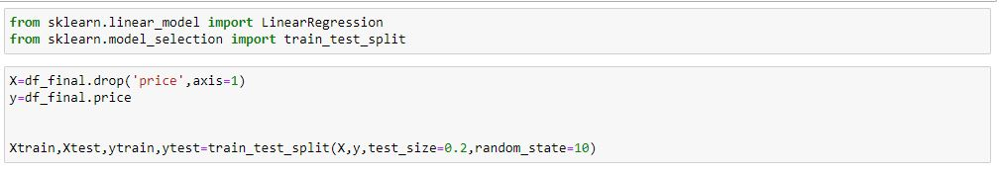 from sklearn.linear_model import LinearRegression
from sklearn.model_selection import train_test_split
X=df_final.drop('price',axis=1)
y=df_final.price
Xtrain,Xtest,ytrain,ytest=train_test_split(X,y,test_size=0.2,random_state=10)